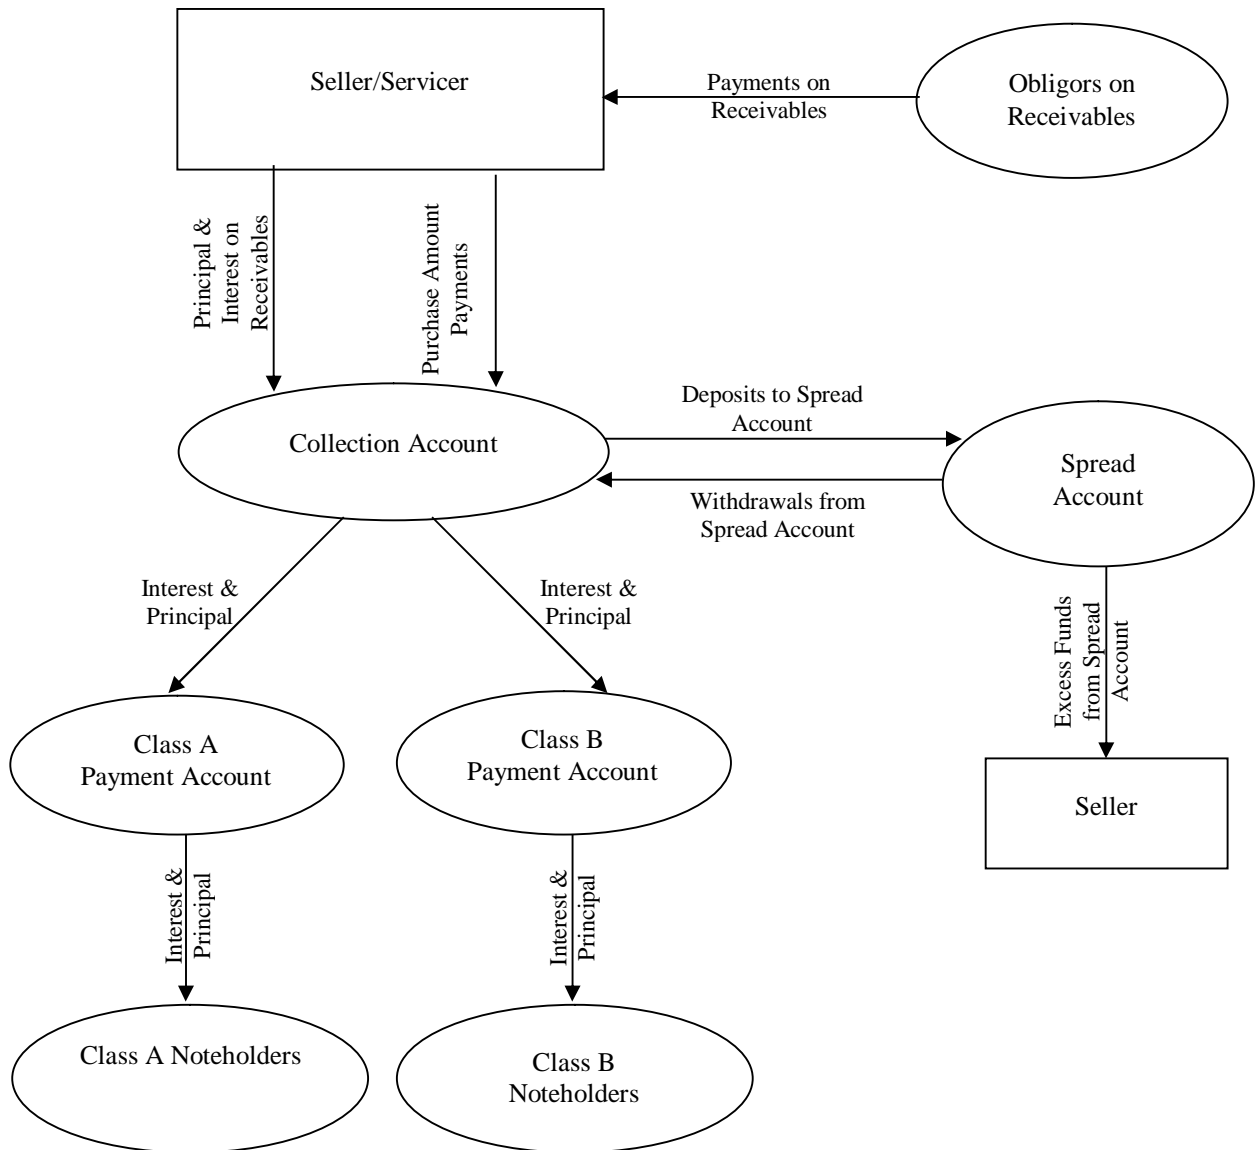 Seller/Servicer
Payments on
Receivables
Obligors on
Receivables
Principal &
Interest on
Receivables
Purchase Amount
Payments
Collection Account
Deposits to Spread
Account
Withdrawals from
Spread Account
Spread
Account
Interest &
Principal
Interest &
Principal
Excess Funds
from Spread
Account
Class A
Payment Account
Class B
Payment Account
Seller
Interest &
Principal
Interest &
Principal
Class A Noteholders
Class B
Noteholders